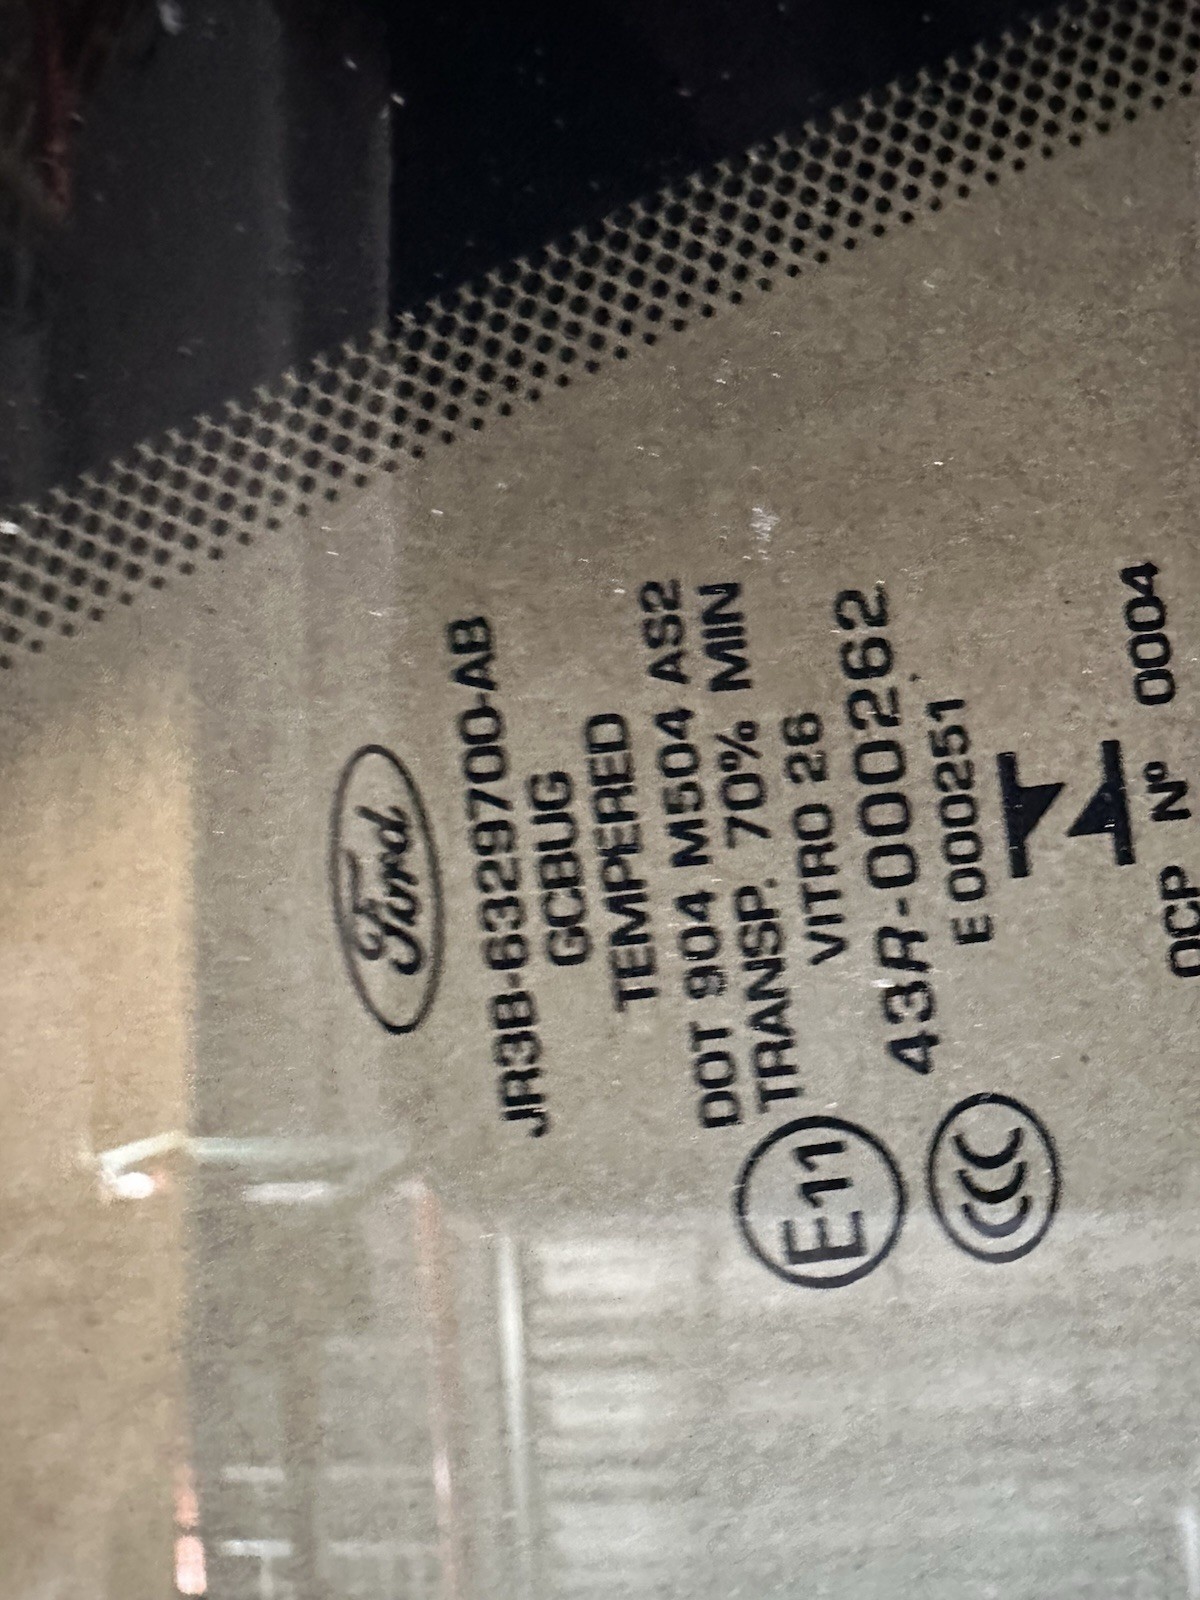 Ford
JR3B-6329700-AB
GCBUG
TEMPERED
DOT 904 M504 AS2
TRANSP. 70% MIN
VITRO 26
E11 43R-000262
CCC E 000251
OCP Nº 0004